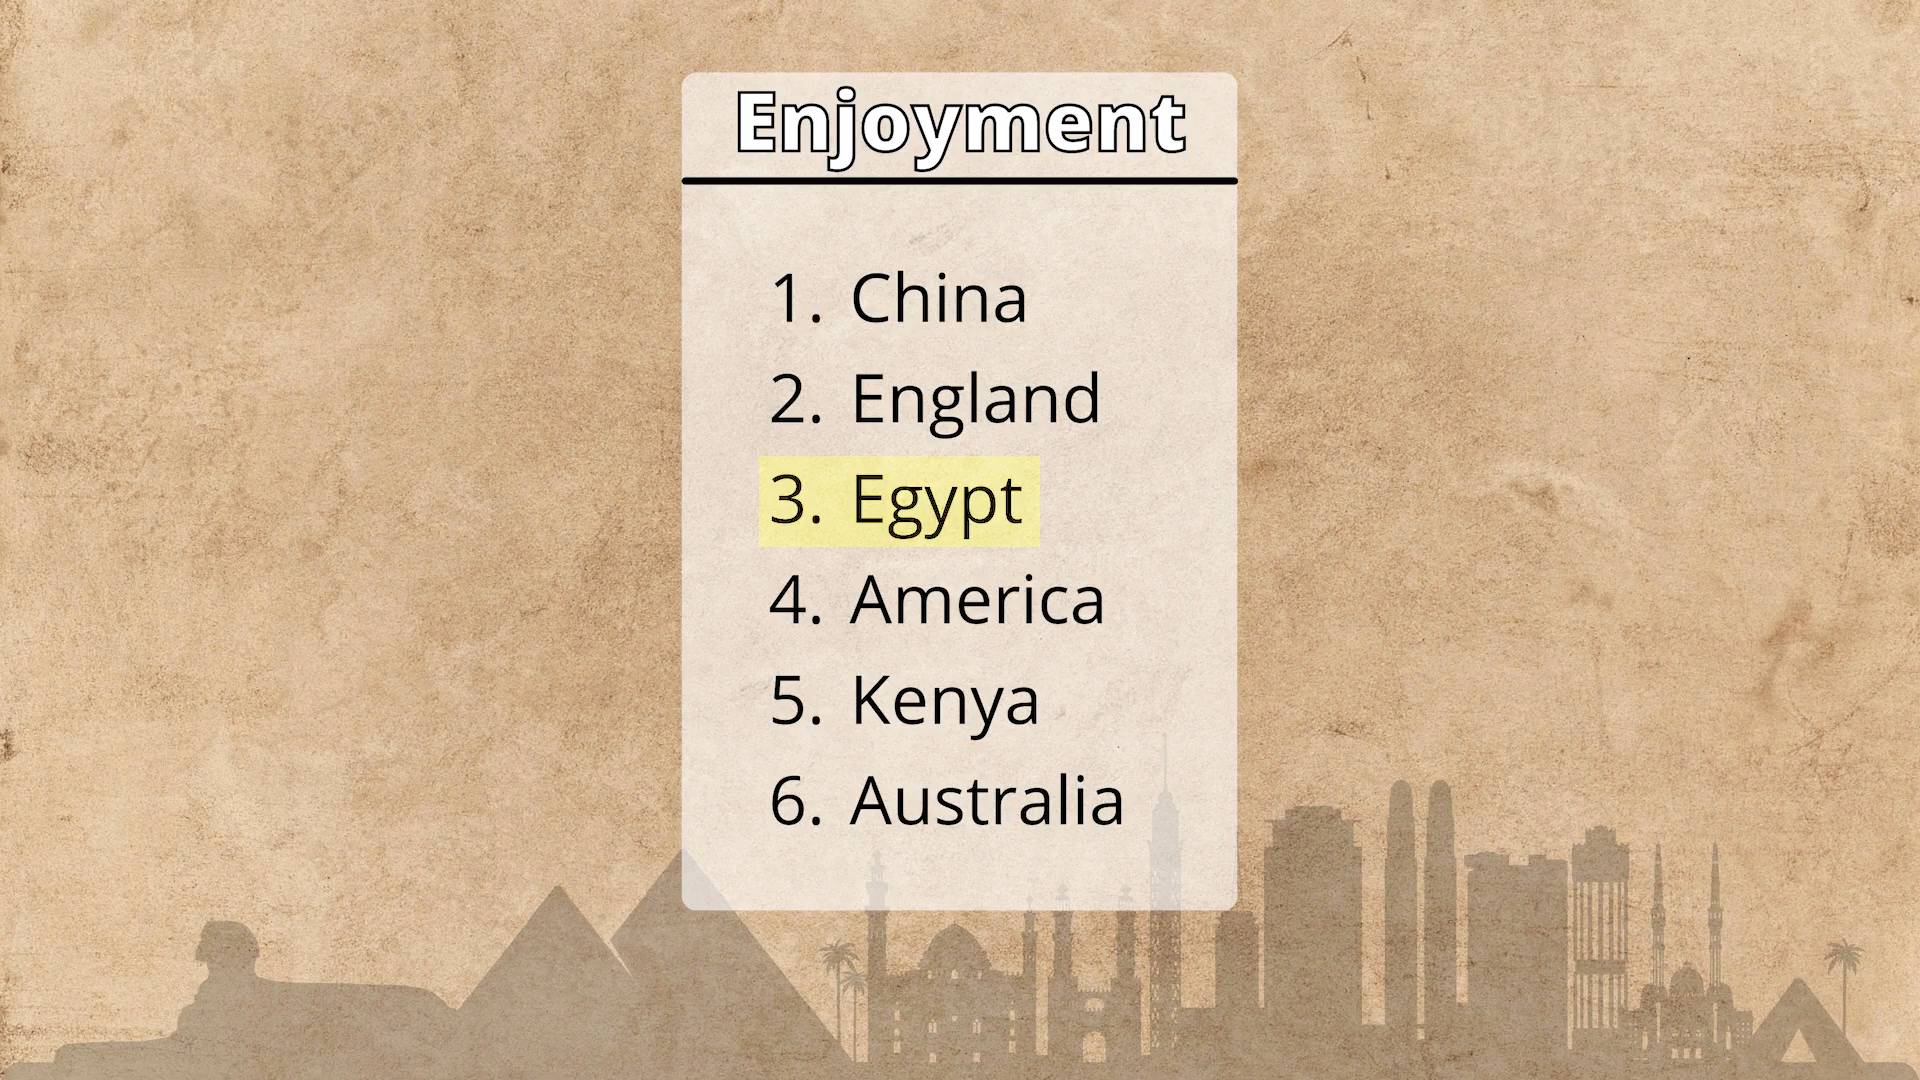 Enjoyment
1. China
2. England
3. Egypt
4. America
5. Kenya
6. Australia